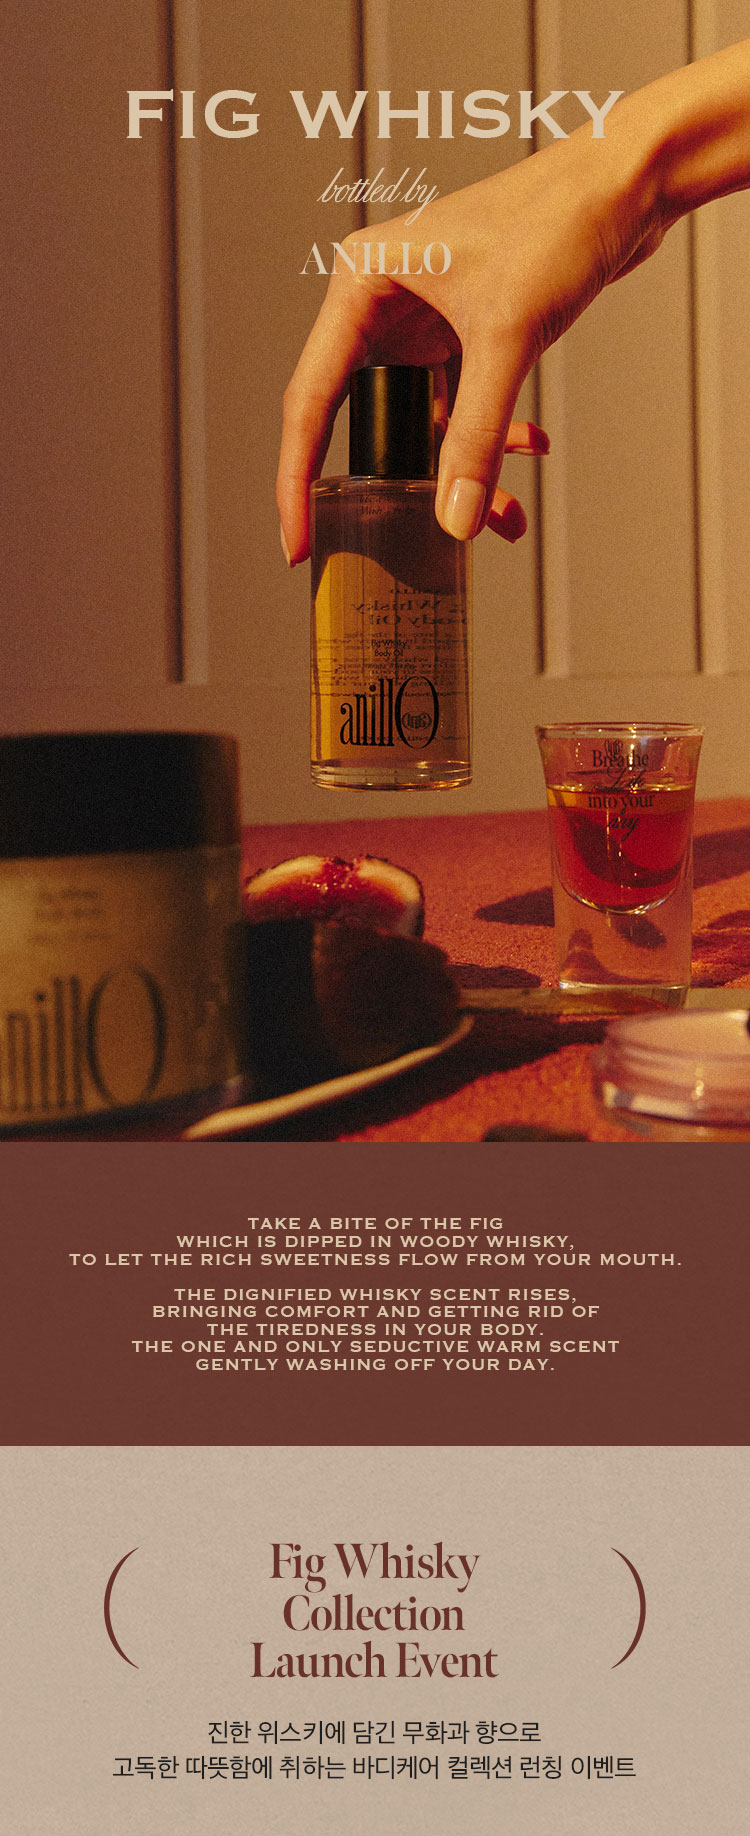 FIG WHISKY
bottled by
ANILLO
Fig Whisky
Body Oil
anillO
Breathe
Life
into your
day
anillO
TAKE A BITE OF THE FIG
WHICH IS DIPPED IN WOODY WHISKY,
TO LET THE RICH SWEETNESS FLOW FROM YOUR MOUTH.
THE DIGNIFIED WHISKY SCENT RISES,
BRINGING COMFORT AND GETTING RID OF
THE TIREDNESS IN YOUR BODY.
THE ONE AND ONLY SEDUCTIVE WARM SCENT
GENTLY WASHING OFF YOUR DAY.
Fig Whisky
Collection
Launch Event
진한 위스키에 담긴 무화과 향으로
고독한 따뜻함에 취하는 바디케어 컬렉션 런칭 이벤트